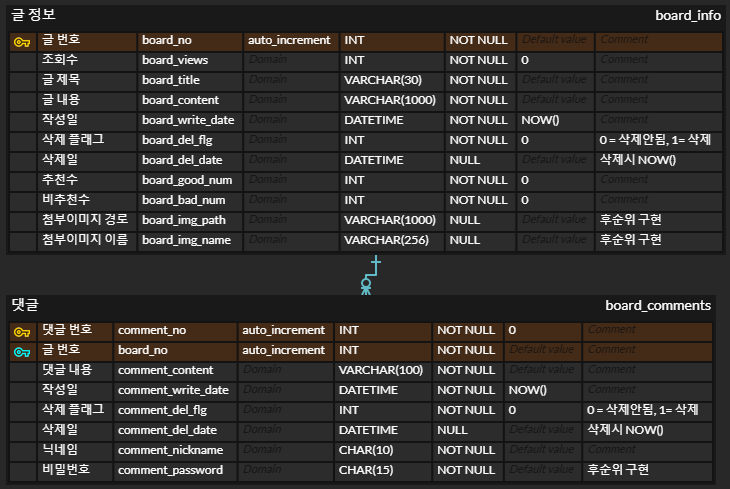 글 정보 board_info
글 번호 board_no auto_increment INT NOT NULL Default value Comment
조회수 board_views Domain INT NOT NULL 0 Comment
글 제목 board_title Domain VARCHAR(30) NOT NULL Default value Comment
글 내용 board_content Domain VARCHAR(1000) NOT NULL Default value Comment
작성일 board_write_date Domain DATETIME NOT NULL NOW() Comment
삭제 플래그 board_del_flg Domain INT NOT NULL 0 0 = 삭제안됨, 1= 삭제
삭제일 board_del_date Domain DATETIME NULL Default value 삭제시 NOW()
추천수 board_good_num Domain INT NOT NULL 0 Comment
비추천수 board_bad_num Domain INT NOT NULL 0 Comment
첨부이미지 경로 board_img_path Domain VARCHAR(1000) NULL Default value 후순위 구현
첨부이미지 이름 board_img_name Domain VARCHAR(256) NULL Default value 후순위 구현
댓글 board_comments
댓글 번호 comment_no auto_increment INT NOT NULL 0 Comment
글 번호 board_no auto_increment INT NOT NULL Default value Comment
댓글 내용 comment_content Domain VARCHAR(100) NOT NULL Default value Comment
작성일 comment_write_date Domain DATETIME NOT NULL NOW() Comment
삭제 플래그 comment_del_flg Domain INT NOT NULL 0 0 = 삭제안됨, 1= 삭제
삭제일 comment_del_date Domain DATETIME NULL Default value 삭제시 NOW()
닉네임 comment_nickname Domain CHAR(10) NOT NULL Default value Comment
비밀번호 comment_password Domain CHAR(15) NOT NULL Default value 후순위 구현